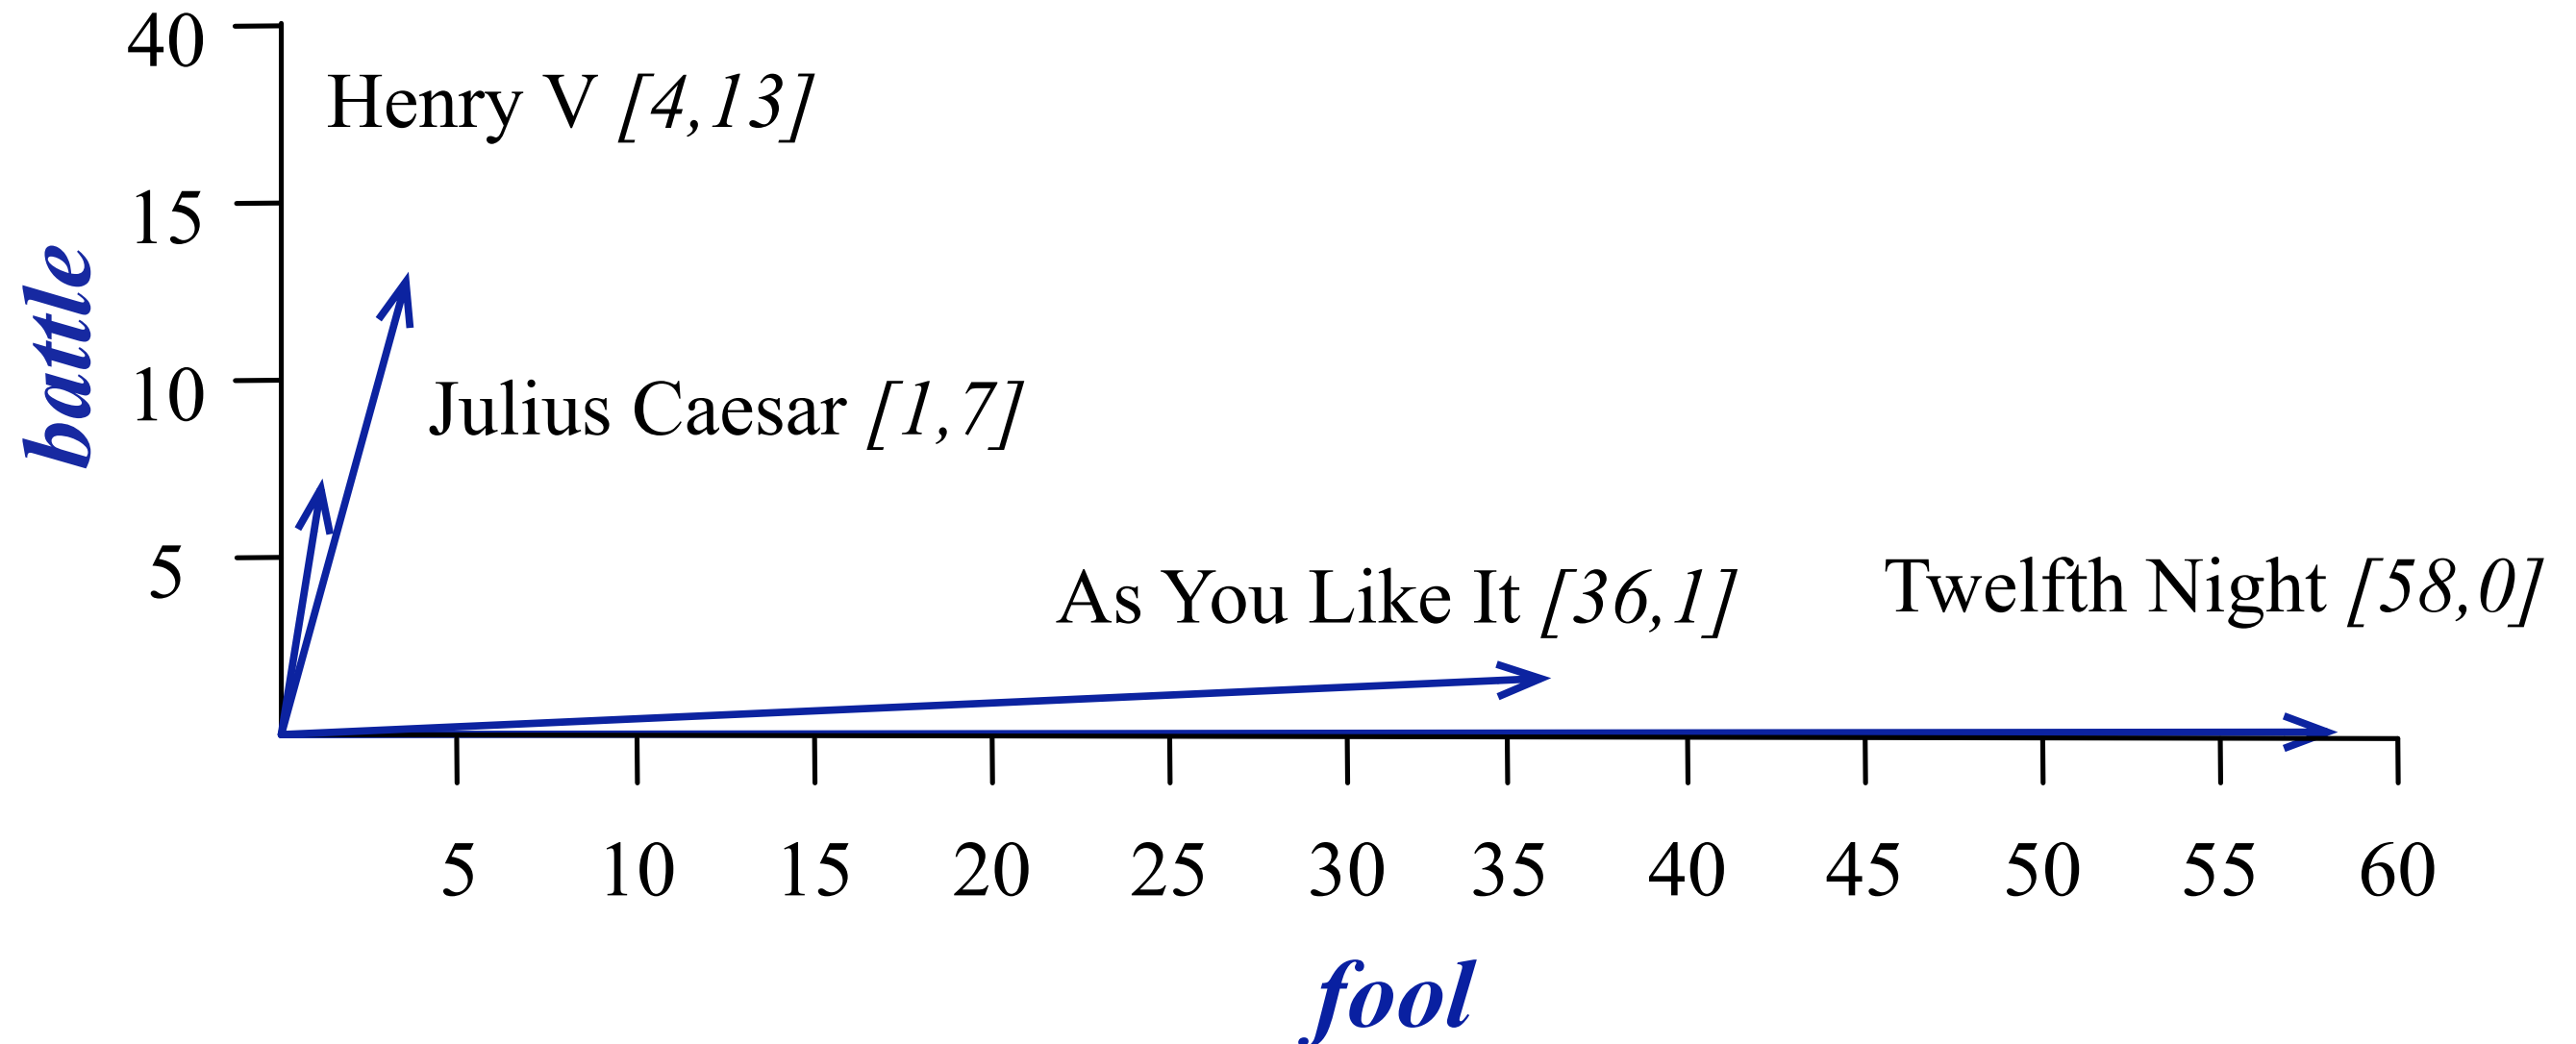 40
Henry V [4,13]
15
battle
10
Julius Caesar [1,7]
5
As You Like It [36,1]
Twelfth Night [58,0]
5 10 15 20 25 30 35 40 45 50 55 60
fool